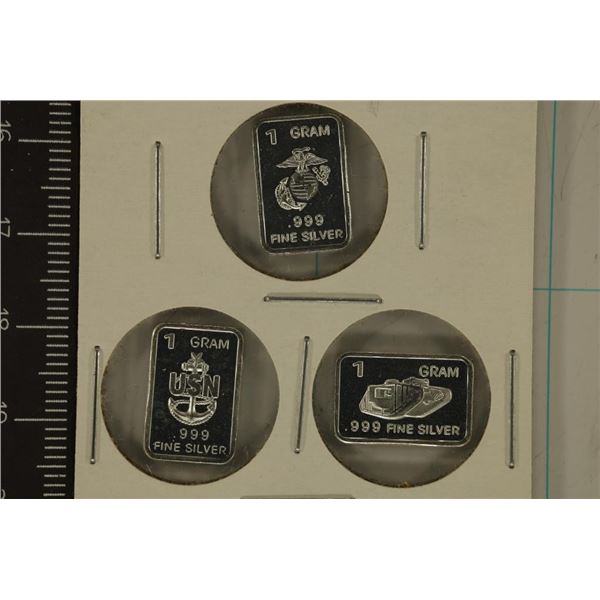 16
17
18
19
1 GRAM
.999
FINE SILVER
1 GRAM
USN
.999
FINE SILVER
1 GRAM
.999 FINE SILVER